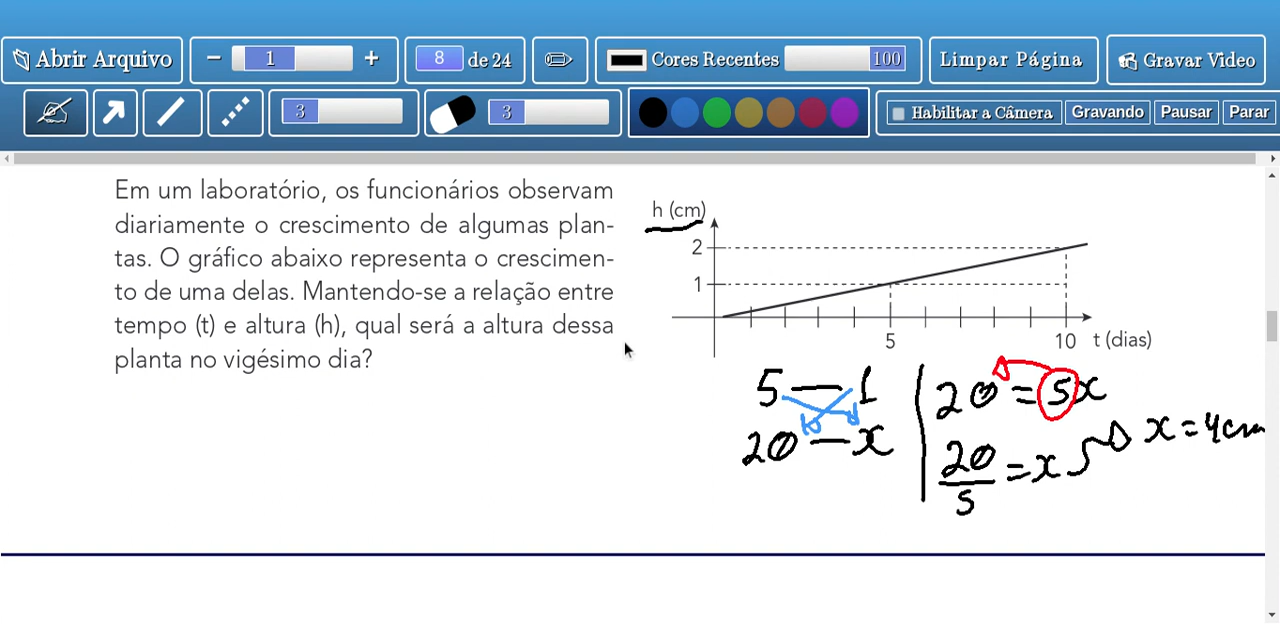 Abrir Arquivo − 1 + 8 de 24 Cores Recentes 100 Limpar Página Gravar Video
3 3 Habilitar a Câmera Gravando Pausar Parar
Em um laboratório, os funcionários observam
diariamente o crescimento de algumas plan-
tas. O gráfico abaixo representa o crescimen-
to de uma delas. Mantendo-se a relação entre
tempo (t) e altura (h), qual será a altura dessa
planta no vigésimo dia?
h (cm)
2
1
5 10 t (dias)
5 — 1
20 — x
20 = 5x
20/5 = x
x = 4cm